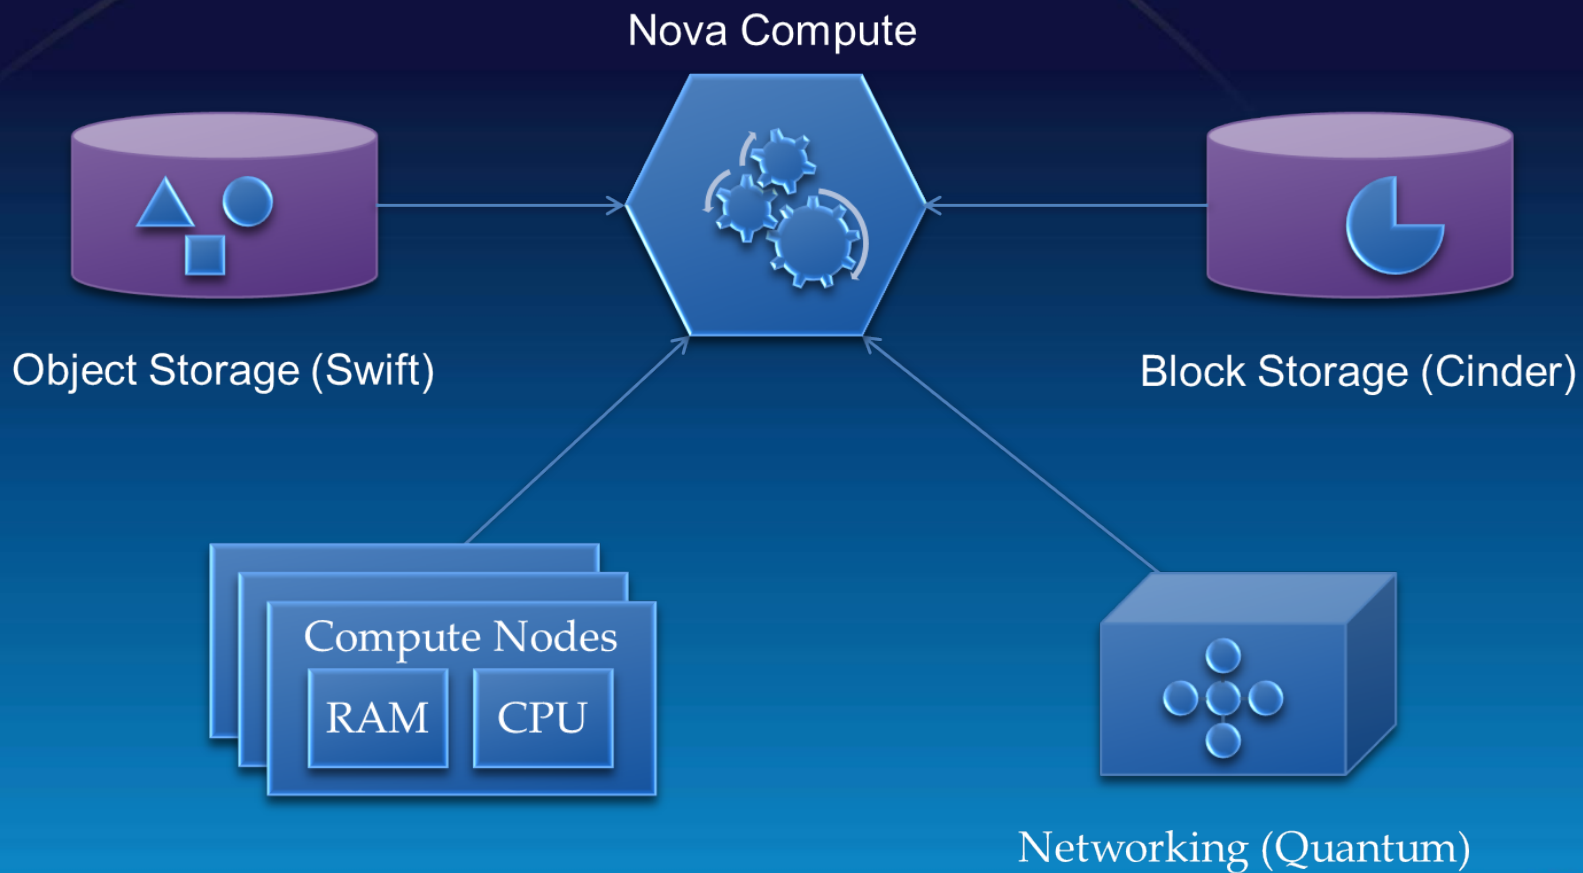 Nova Compute
Object Storage (Swift)
Block Storage (Cinder)
Compute Nodes
RAM
CPU
Networking (Quantum)